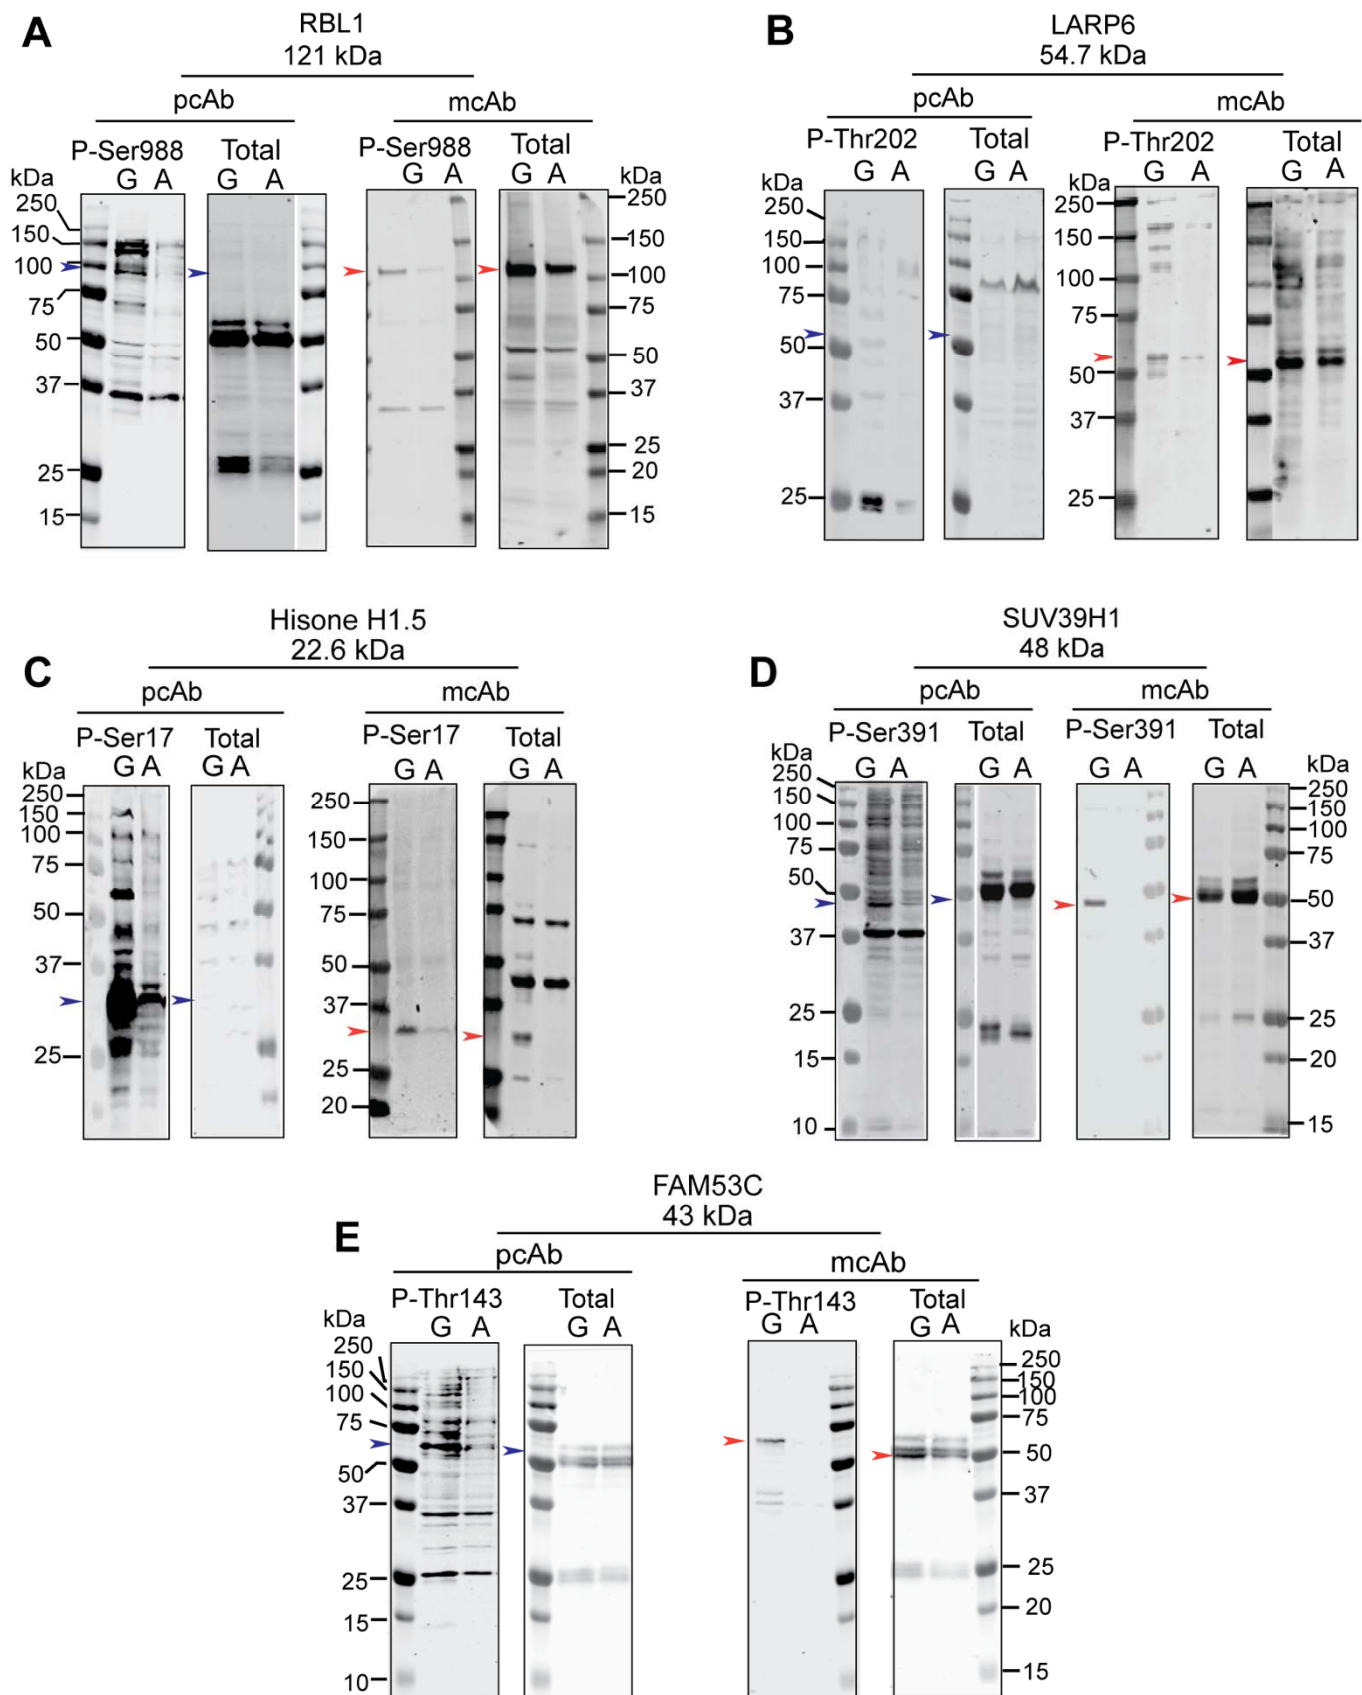 A
RBL1
121 kDa
pcAb
mcAb
P-Ser988
Total
P-Ser988
Total
kDa
G A
G A
G A
G A
kDa
250
150
100
75
50
37
25
15
250
150
100
75
50
37
25
20
15
B
LARP6
54.7 kDa
pcAb
mcAb
P-Thr202
Total
P-Thr202
Total
kDa
G A
G A
kDa
G A
G A
250
150
100
75
50
37
25
250
150
100
75
50
37
25
C
Hisone H1.5
22.6 kDa
pcAb
mcAb
P-Ser17
Total
P-Ser17
Total
kDa
G A
G A
G A
G A
250
150
100
75
50
37
25
250
150
100
75
50
37
25
20
D
SUV39H1
48 kDa
pcAb
mcAb
P-Ser391
Total
P-Ser391
Total
kDa
G A
G A
G A
G A
kDa
250
150
100
75
50
37
25
15
10
250
150
100
75
50
37
25
20
15
E
FAM53C
43 kDa
pcAb
mcAb
P-Thr143
Total
P-Thr143
Total
kDa
G A
G A
G A
G A
kDa
250
150
100
75
50
37
25
15
10
250
150
100
75
50
37
25
20
15